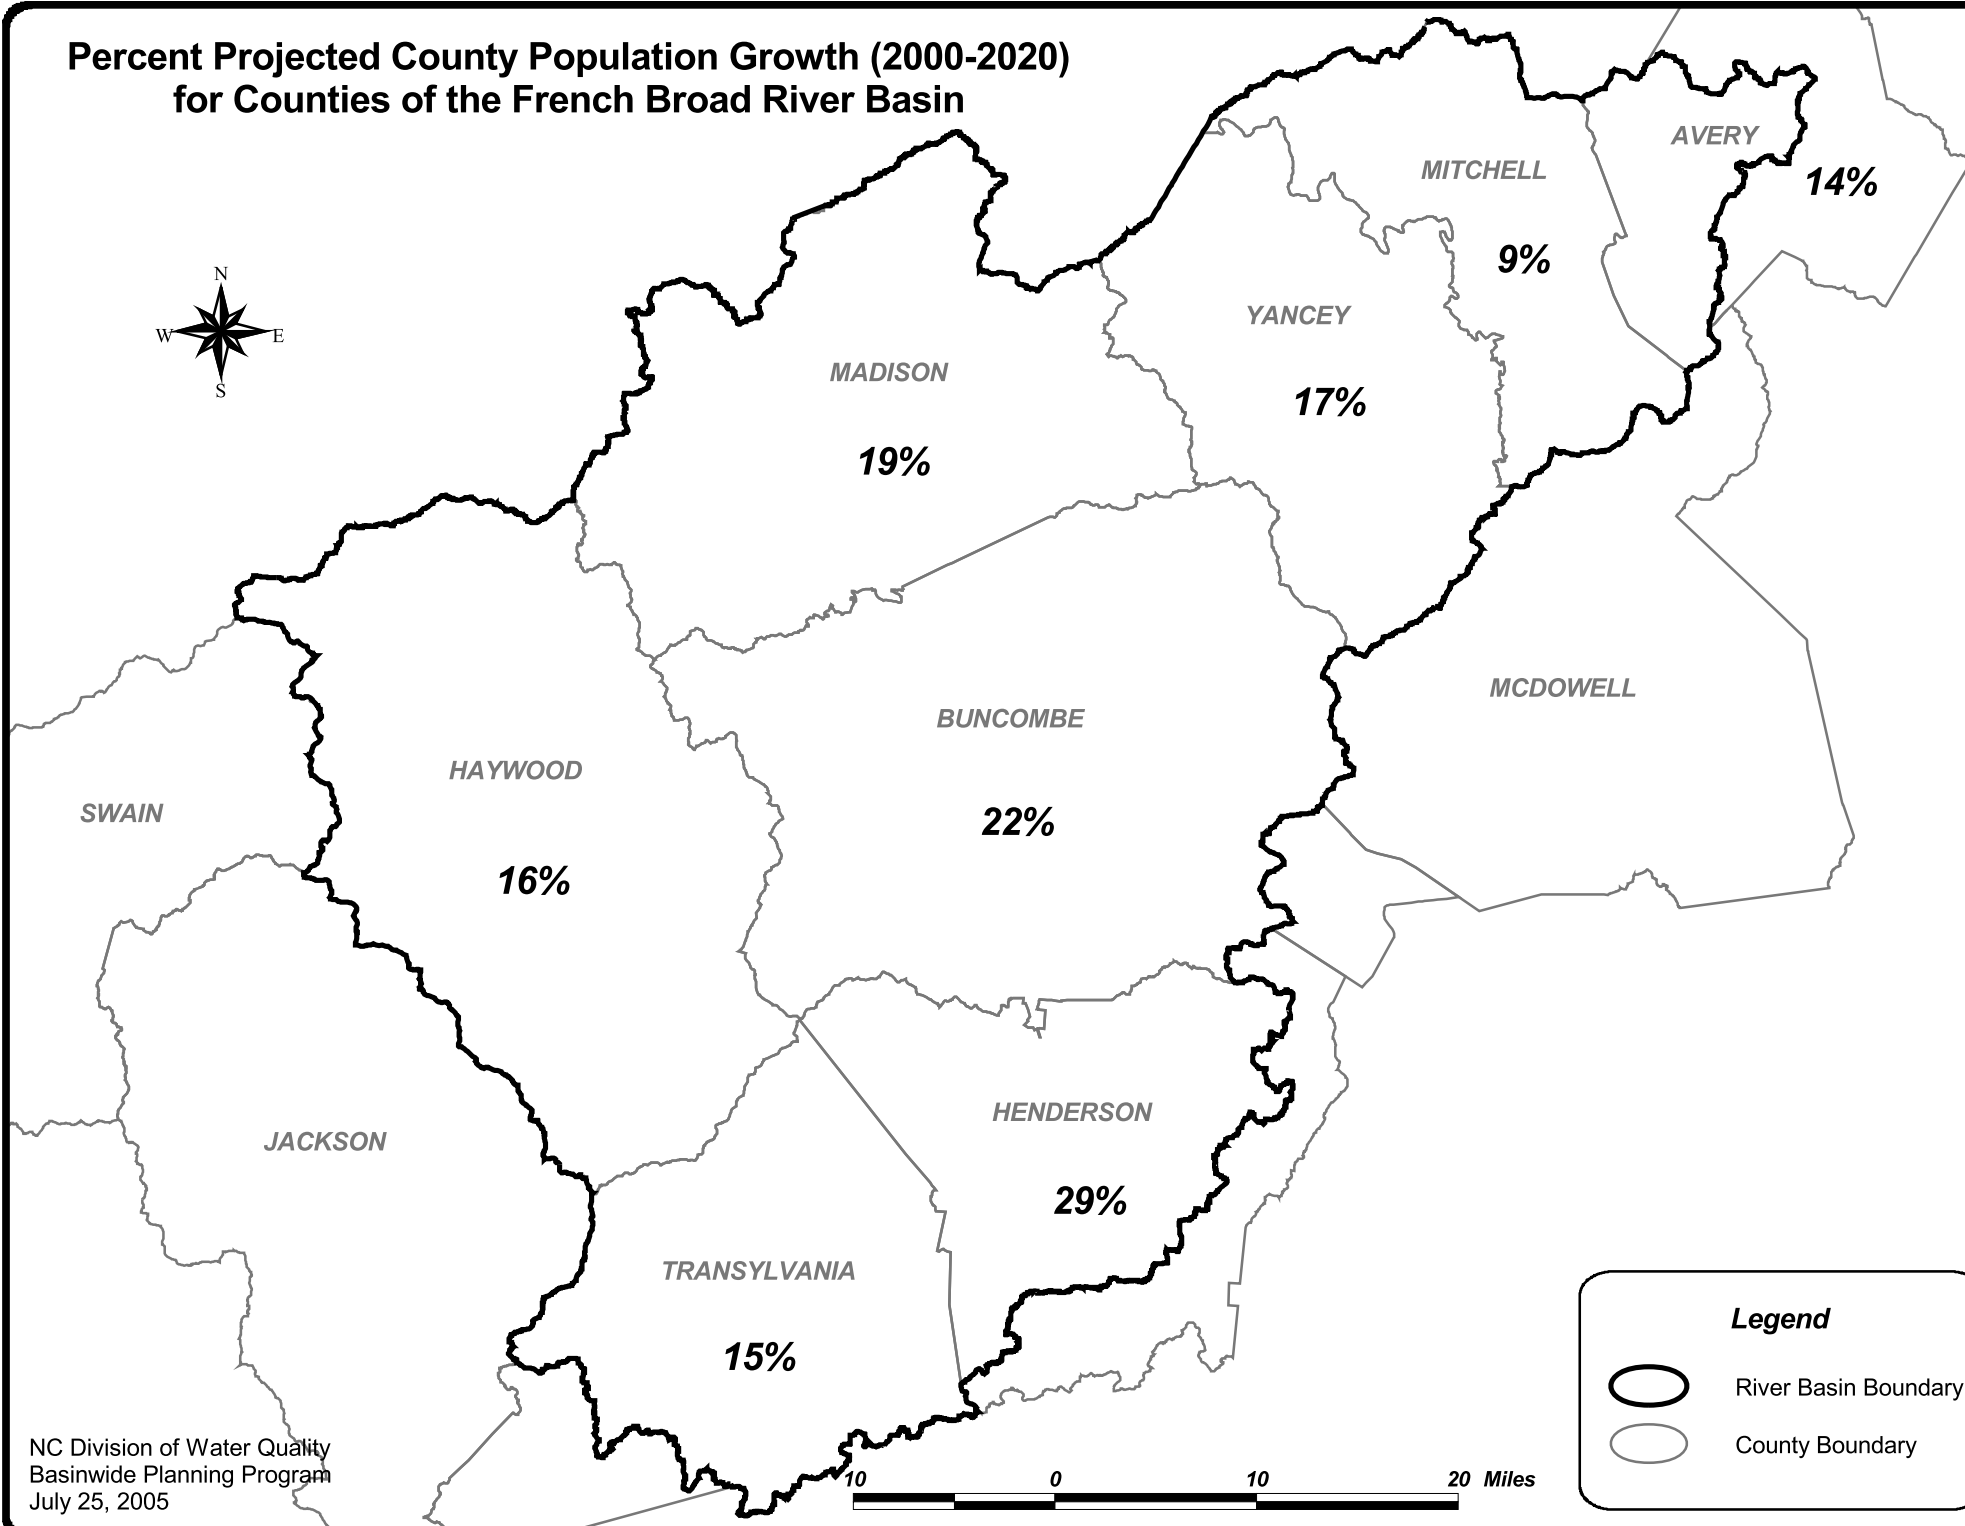 Percent Projected County Population Growth (2000-2020)
for Counties of the French Broad River Basin
AVERY
MITCHELL
14%
9%
N
W E
S
YANCEY
MADISON
17%
19%
MCDOWELL
BUNCOMBE
HAYWOOD
SWAIN
22%
16%
HENDERSON
JACKSON
29%
TRANSYLVANIA
15%
Legend
River Basin Boundary
County Boundary
NC Division of Water Quality
Basinwide Planning Program
July 25, 2005
10 0 10 20 Miles